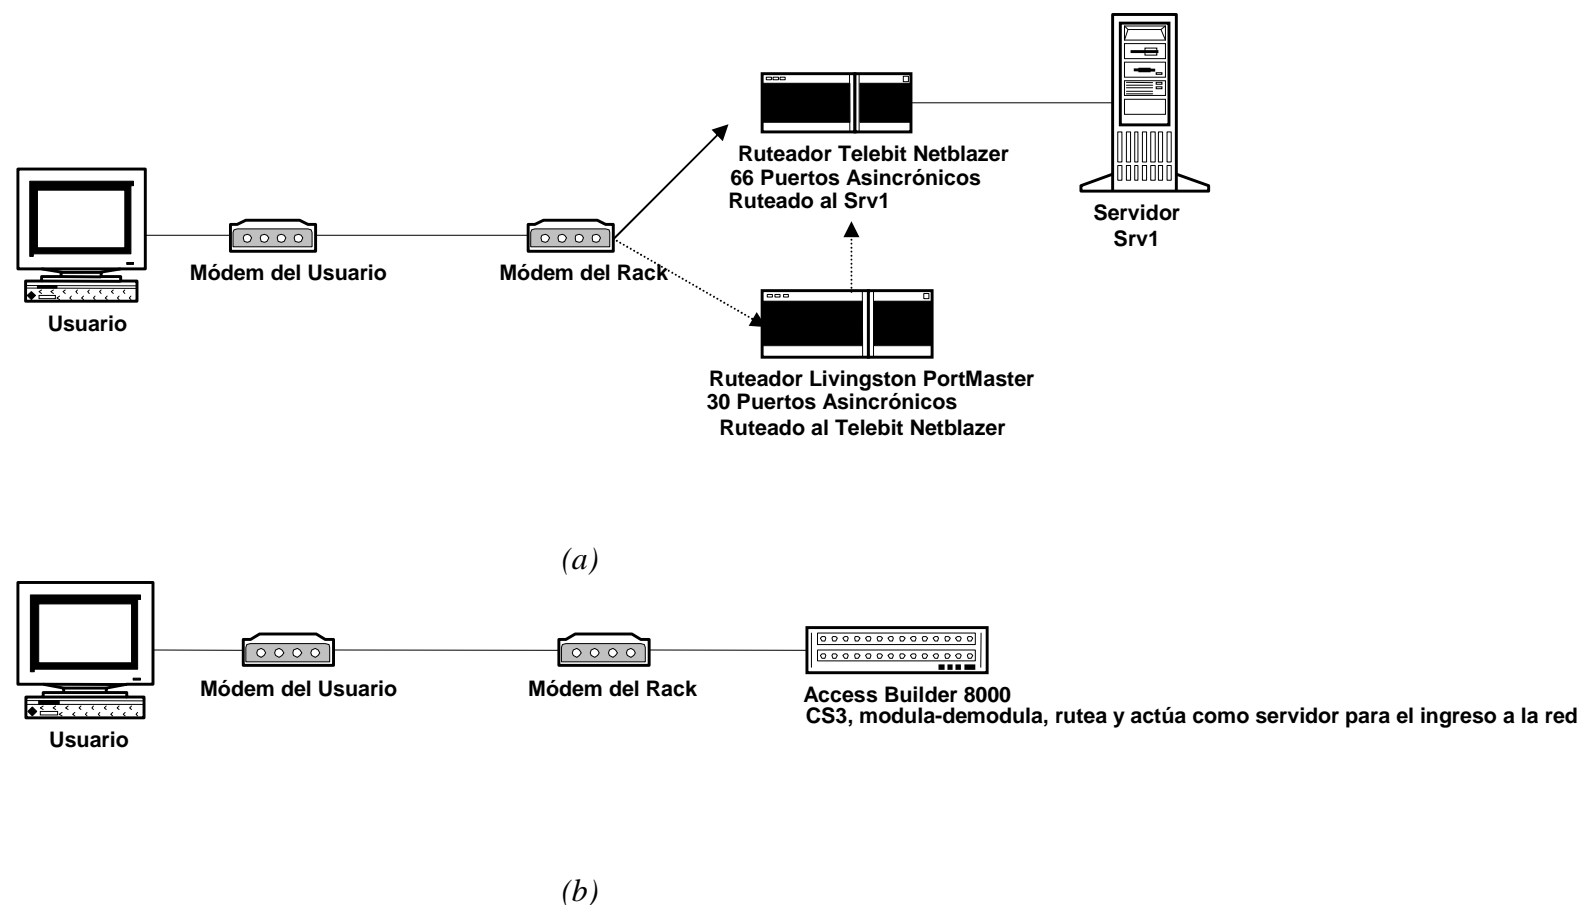 Ruteador Telebit Netblazer
66 Puertos Asincrónicos
Ruteado al Srv1
Servidor
Srv1
Módem del Usuario
Módem del Rack
Usuario
Ruteador Livingston PortMaster
30 Puertos Asincrónicos
Ruteado al Telebit Netblazer
(a)
Módem del Usuario
Módem del Rack
Access Builder 8000
CS3, modula-demodula, rutea y actúa como servidor para el ingreso a la red
Usuario
(b)